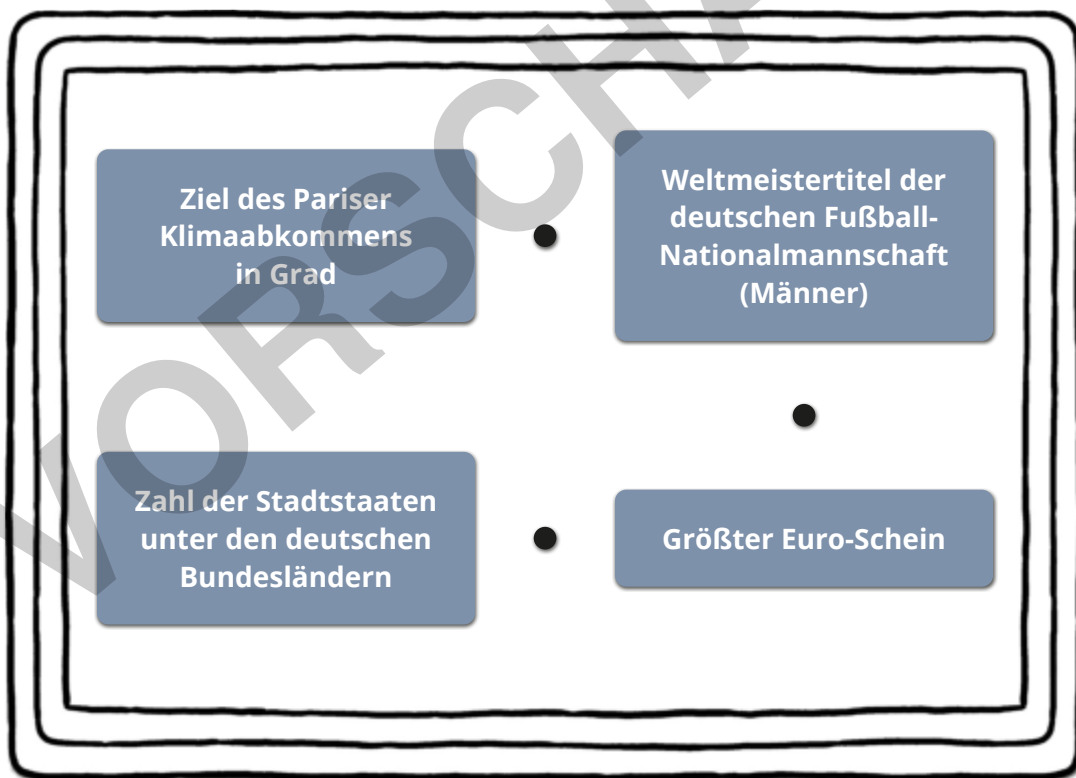 Ziel des Pariser
Klimaabkommens
in Grad
Weltmeistertitel der
deutschen Fußball-
Nationalmannschaft
(Männer)
Zahl der Stadtstaaten
unter den deutschen
Bundesländern
Größter Euro-Schein